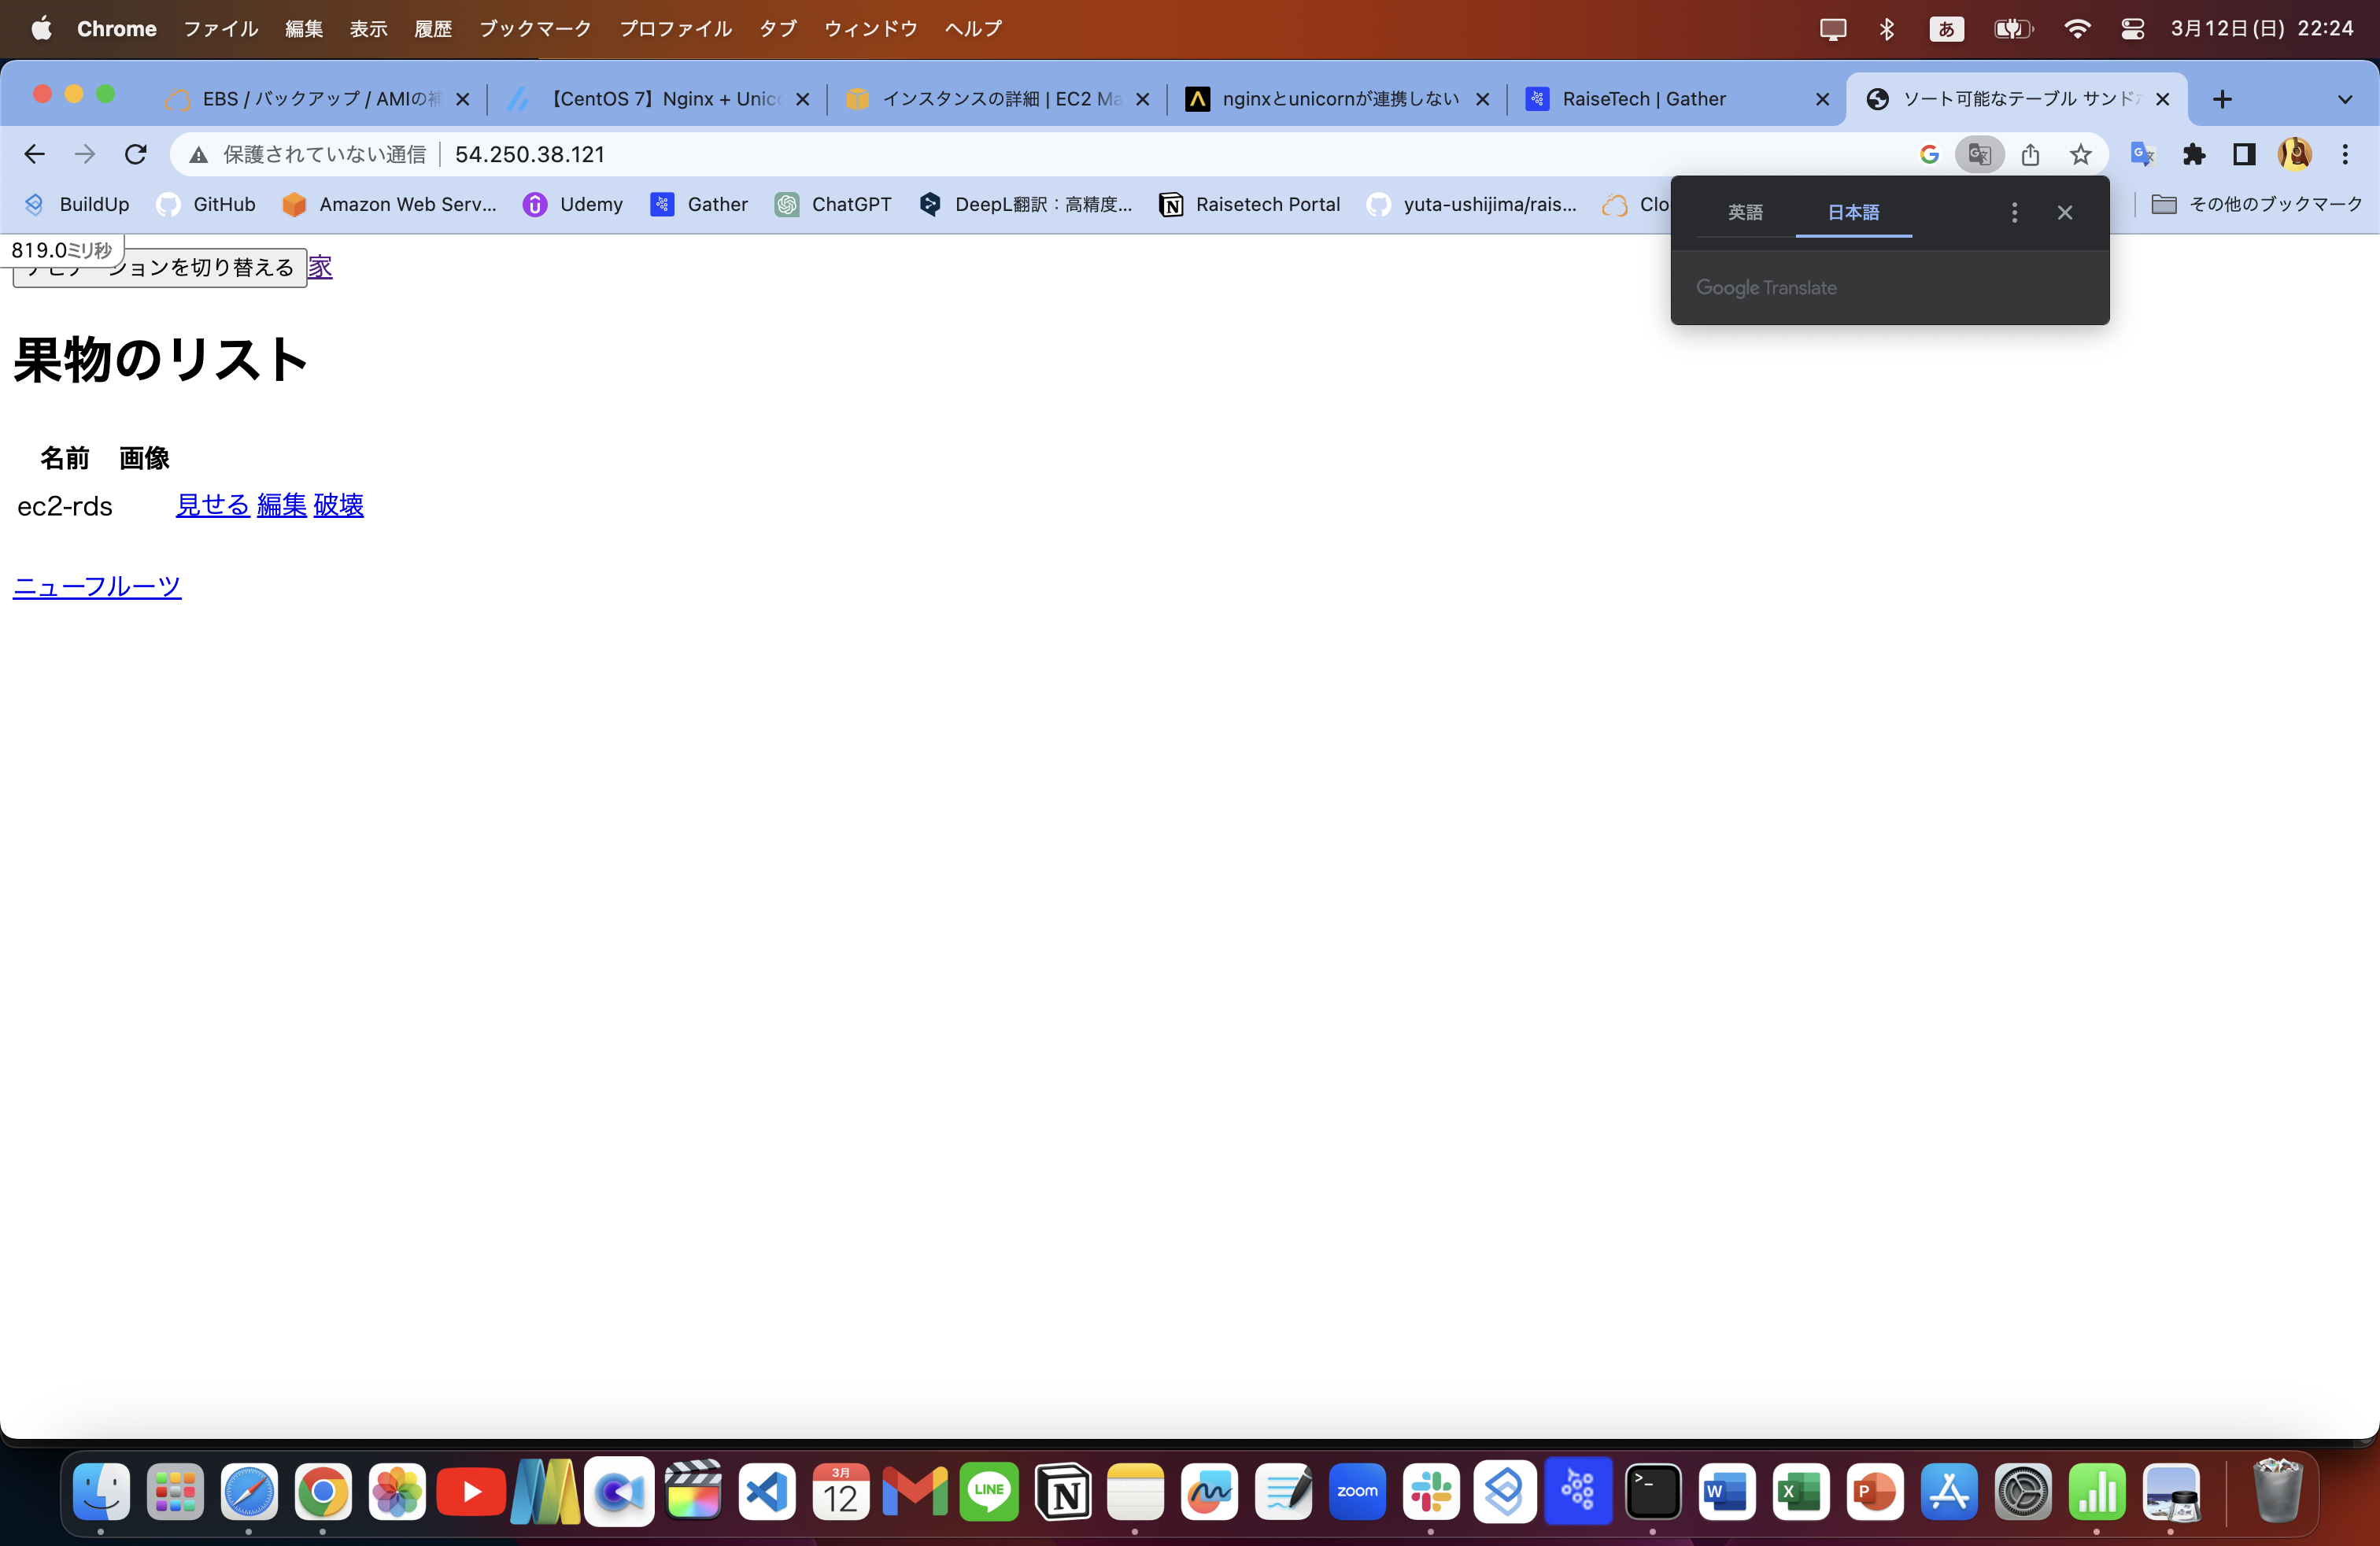 Chrome ファイル 編集 表示 履歴 ブックマーク プロファイル タブ ウィンドウ ヘルプ あ 3月12日(日) 22:24
EBS / バックアップ / AMIの補 【CentOS 7】Nginx + Unico インスタンスの詳細 | EC2 Ma nginxとunicornが連携しない RaiseTech | Gather ソート可能なテーブル サンド
保護されていない通信 54.250.38.121
BuildUp GitHub Amazon Web Serv... Udemy Gather ChatGPT DeepL翻訳：高精度... Raisetech Portal yuta-ushijima/rais... Clo その他のブックマーク
英語 日本語
Google Translate
819.0ミリ秒
ションを切り替える 家
果物のリスト
名前 画像
ec2-rds 見せる 編集 破壊
ニューフルーツ
3月
12
LINE
zoom
W
X
P